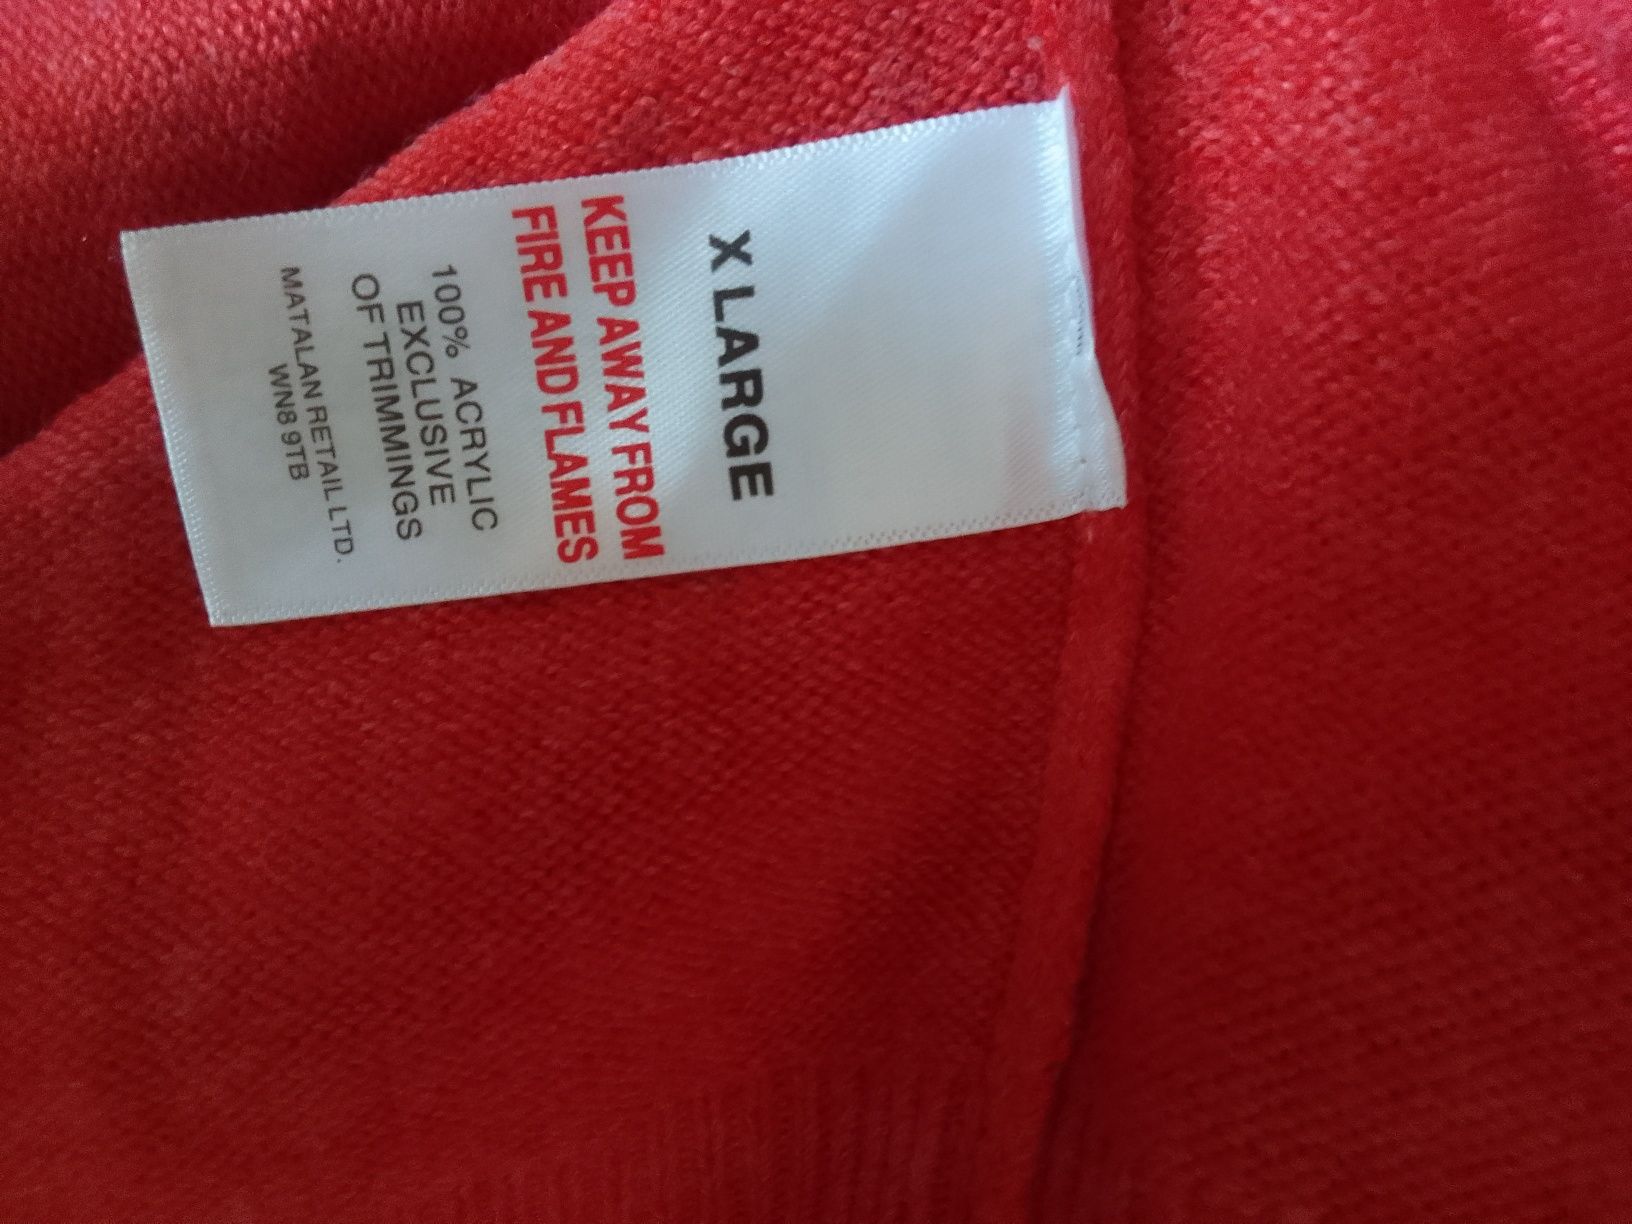 X LARGE
KEEP AWAY FROM
FIRE AND FLAMES
100% ACRYLIC
EXCLUSIVE
OF TRIMMINGS
MATALAN RETAIL LTD.
WN8 9TB